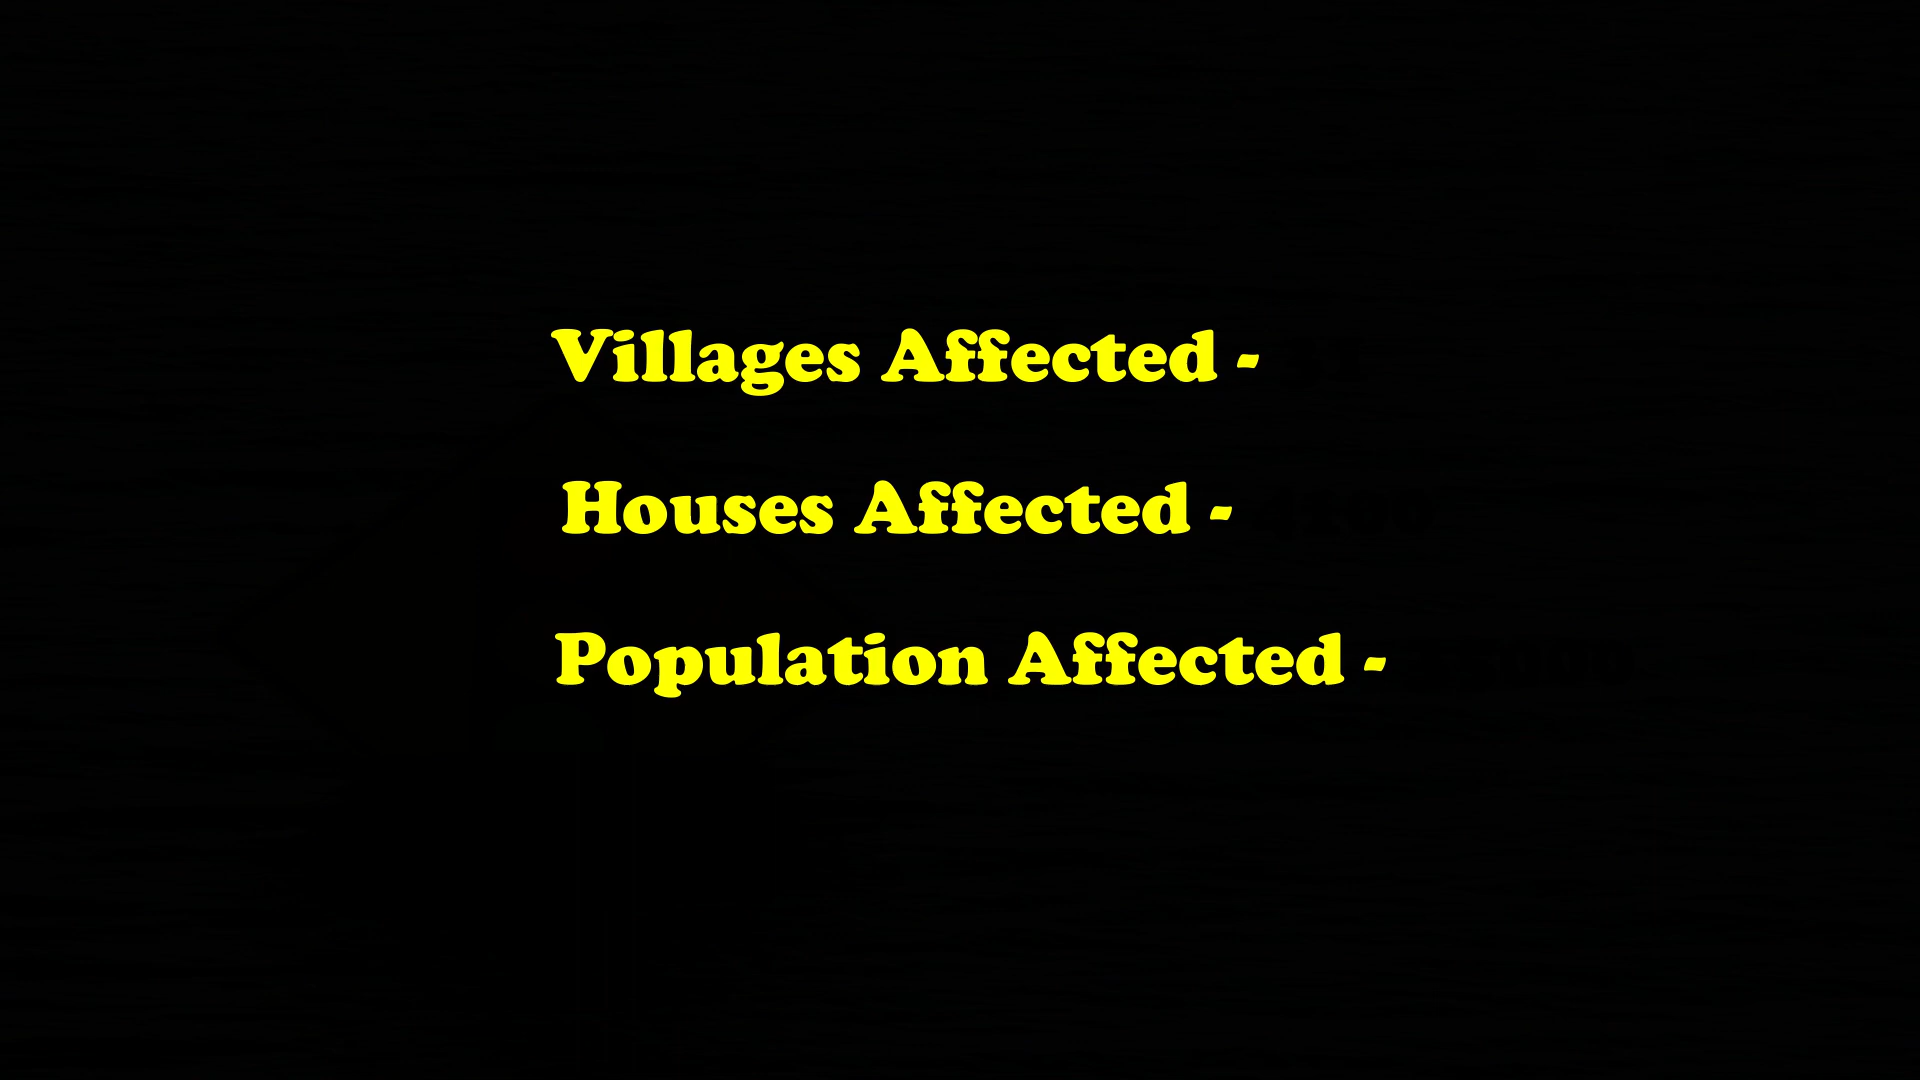 Villages Affected -
Houses Affected -
Population Affected -